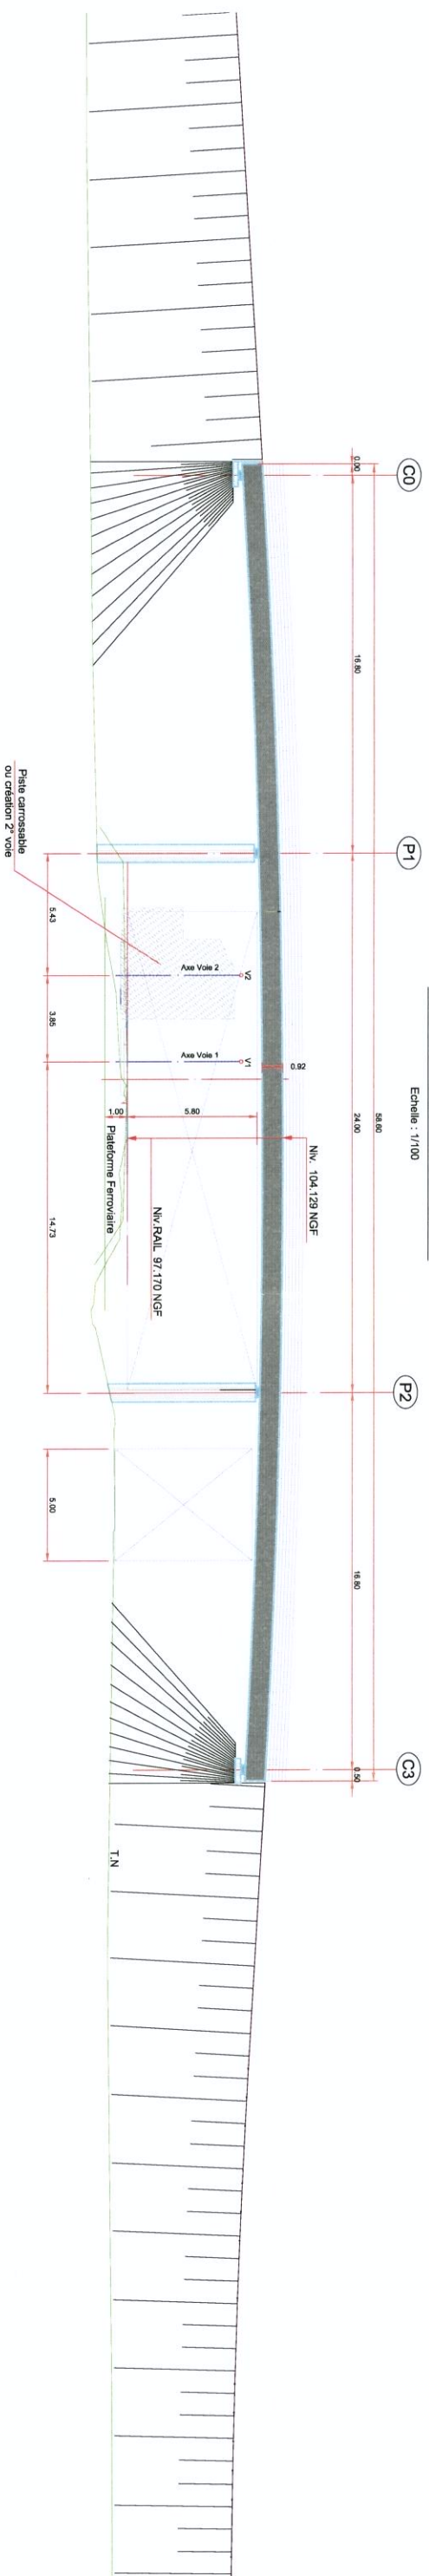 Echelle : 1/100
C0
P1
P2
C3
58.60
0.00
16.80
24.00
16.80
0.50
Niv. 104.129 NGF
0.92
V2
V1
Axe Voie 2
Axe Voie 1
5.80
1.00
Niv.RAIL 97.170 NGF
Plateforme Ferroviaire
T.N
5.43
3.85
14.73
5.00
Piste carrossable
ou création 2° voie